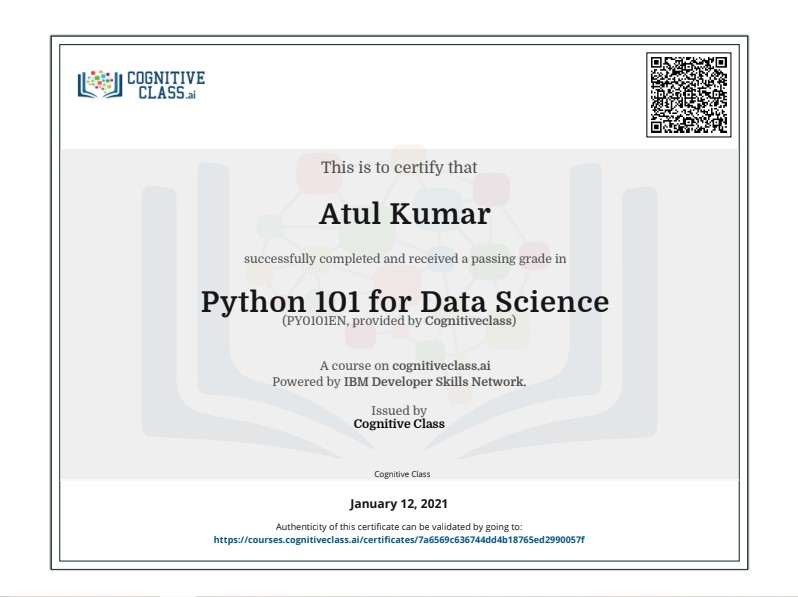 COGNITIVE
CLASS.ai
This is to certify that
Atul Kumar
successfully completed and received a passing grade in
Python 101 for Data Science
(PY0101EN, provided by Cognitiveclass)
A course on cognitiveclass.ai
Powered by IBM Developer Skills Network.
Issued by
Cognitive Class
Cognitive Class
January 12, 2021
Authenticity of this certificate can be validated by going to:
https://courses.cognitiveclass.ai/certificates/7a6569c636744dd4b18765ed2990057f